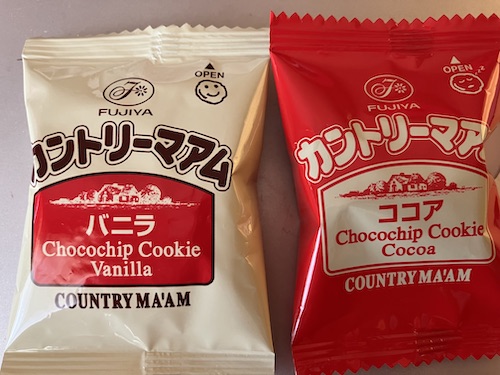 OPEN
F
FUJIYA
カントリーマアム
バニラ
Chocochip Cookie
Vanilla
COUNTRY MA'AM
OPEN
F
FUJIYA
カントリーマアム
ココア
Chocochip Cookie
Cocoa
COUNTRY MA'AM